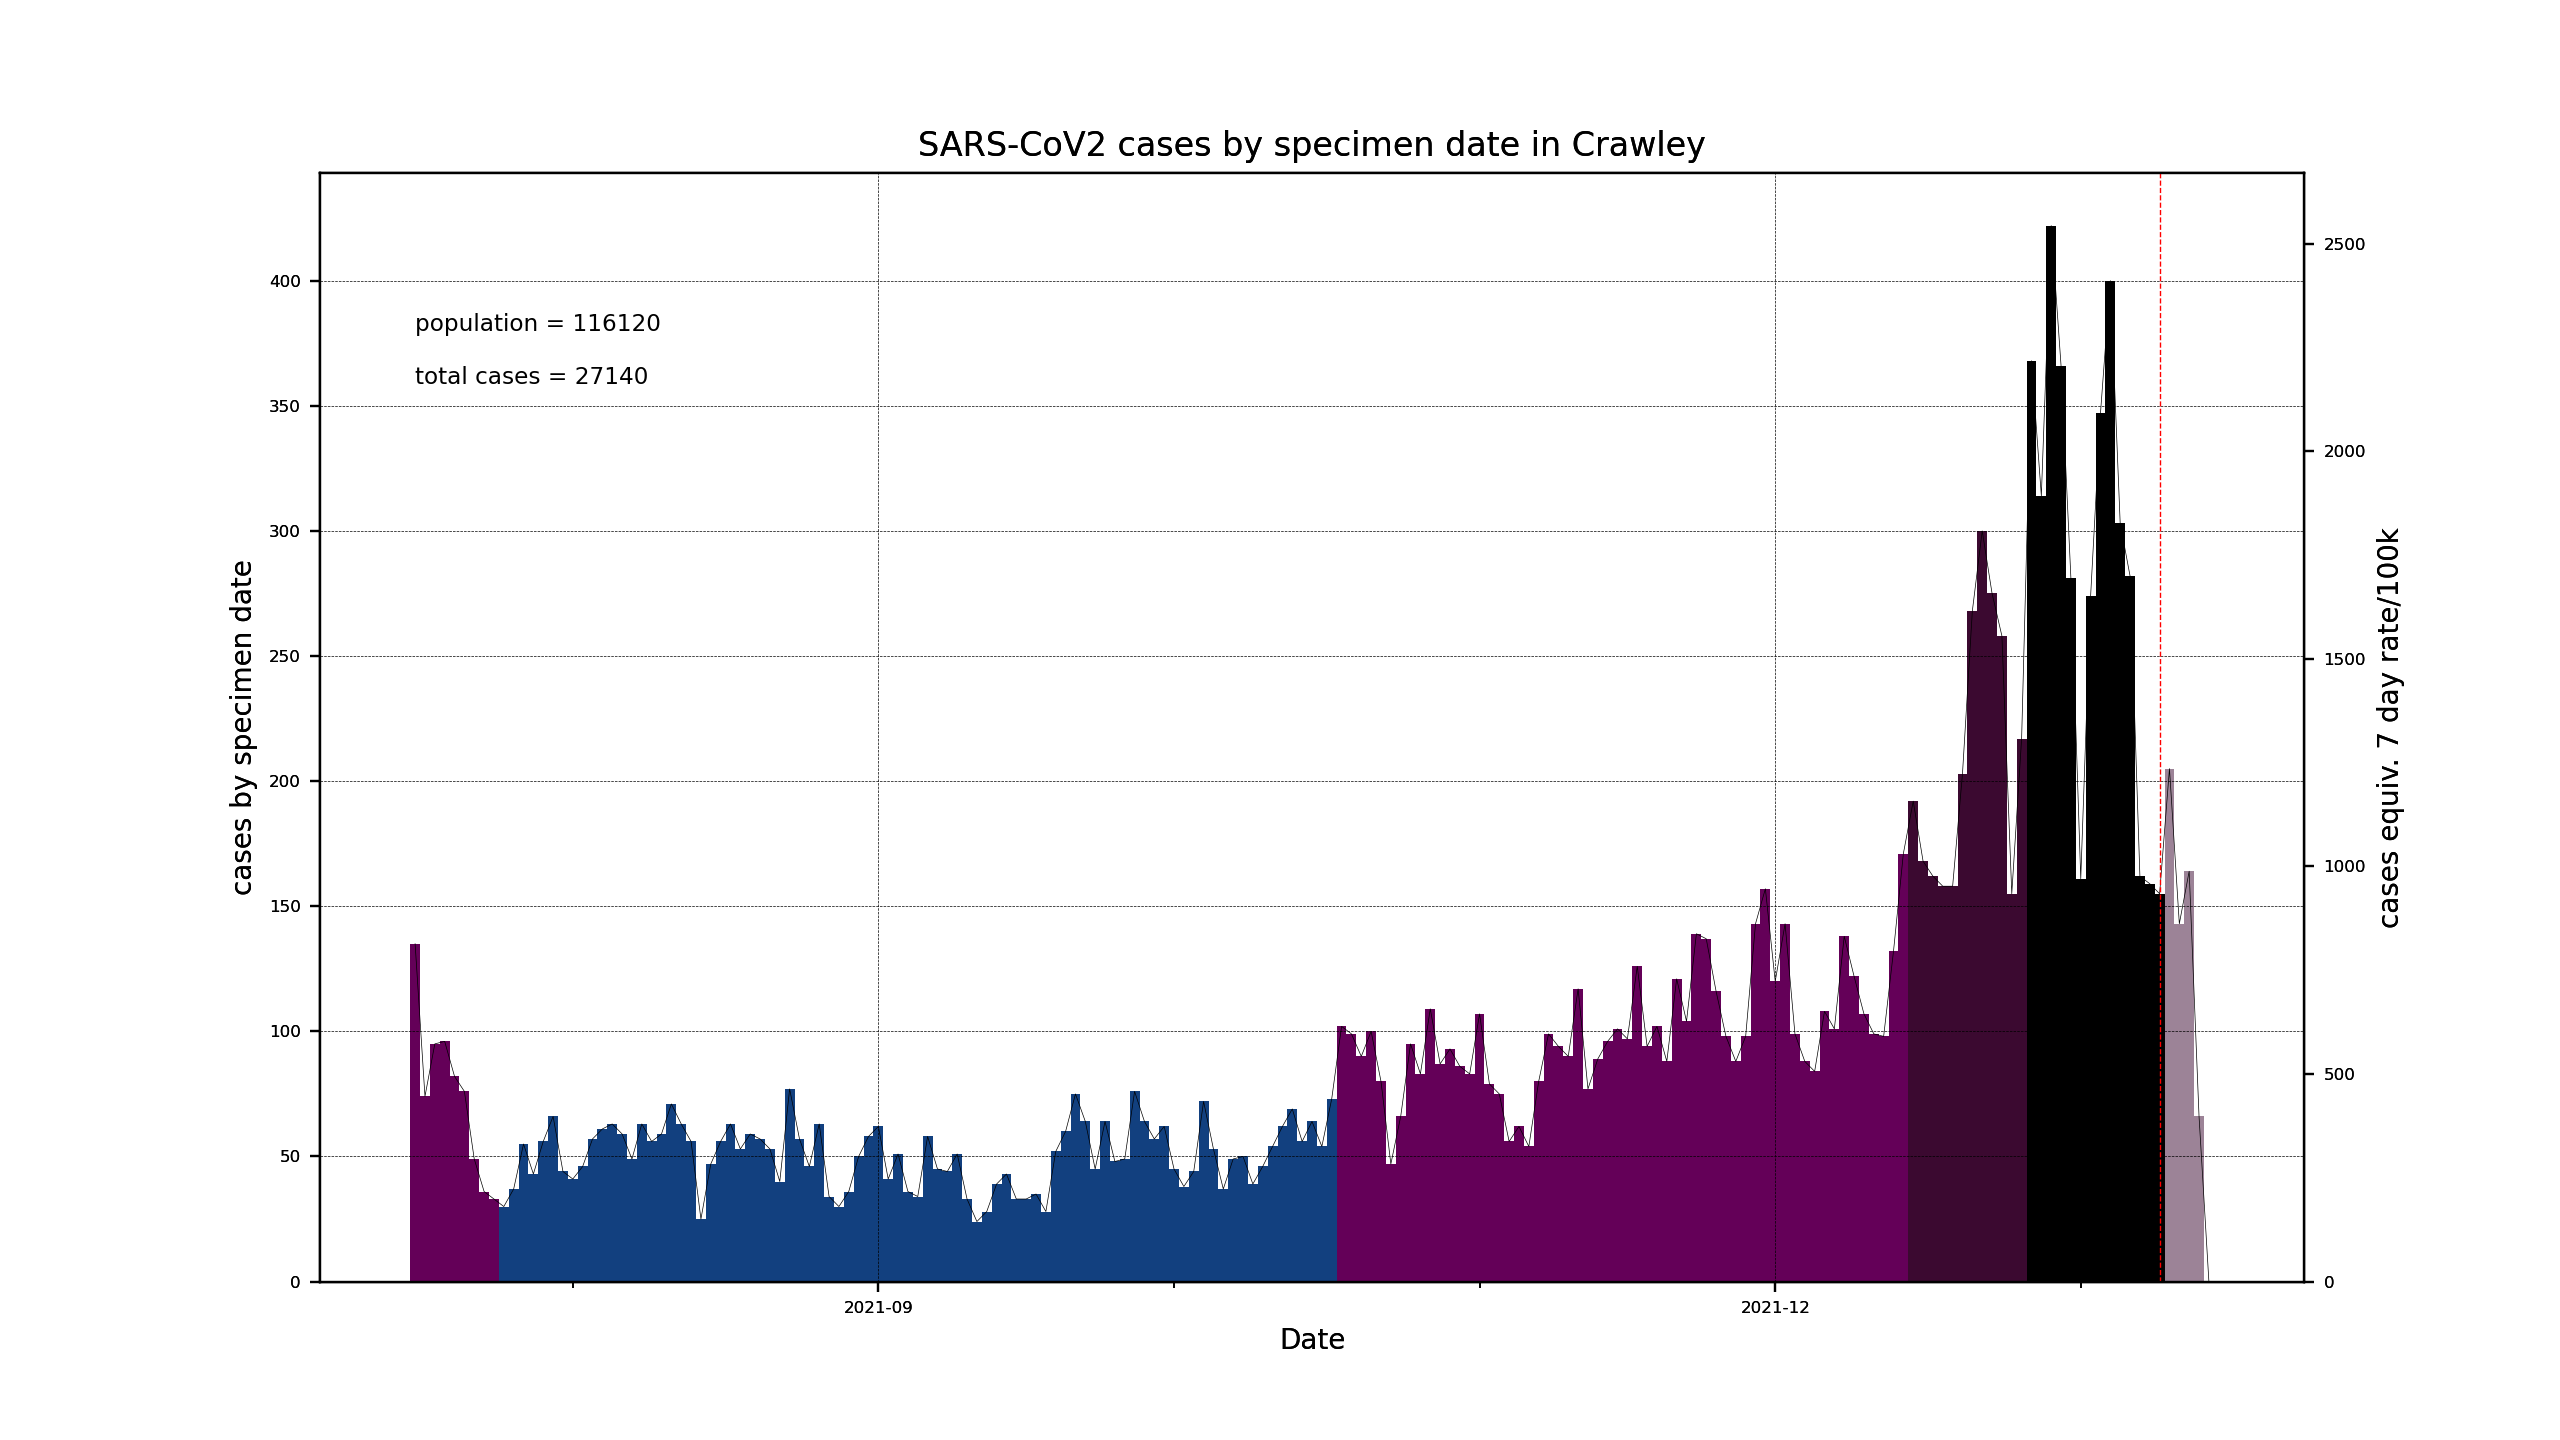 SARS-CoV2 cases by specimen date in Crawley
population = 116120
total cases = 27140
cases by specimen date
400
350
300
250
200
150
100
50
0
2500
2000
1500
1000
500
0
cases equiv. 7 day rate/100k
2021-09
2021-12
Date